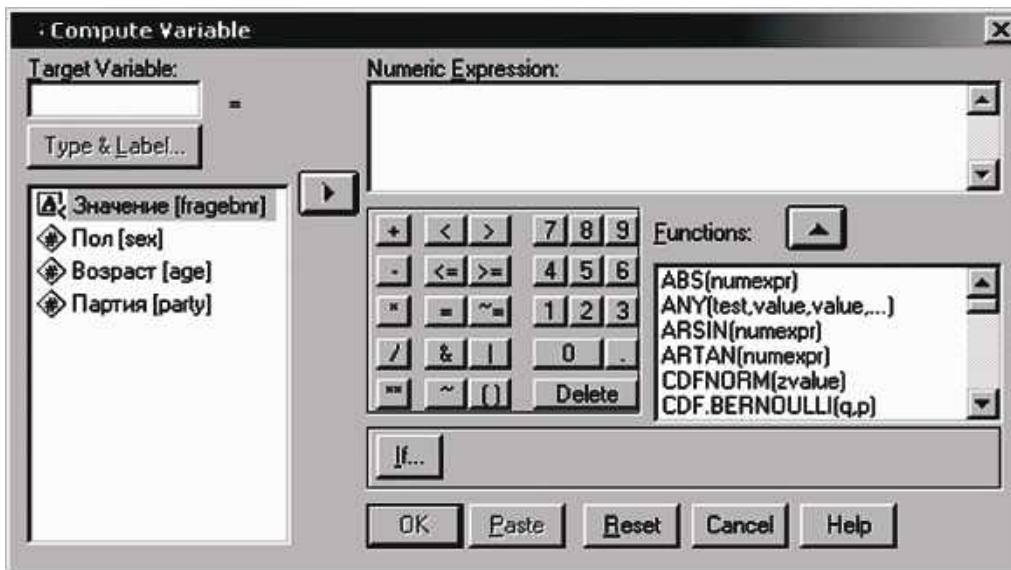 Compute Variable
Target Variable:
=
Type & Label...
Значение [fragebnr]
Пол [sex]
Возраст [age]
Партия [party]
Numeric Expression:
+ < > 7 8 9
- <= >= 4 5 6
* = ~= 1 2 3
/ & | 0 .
** ~ () Delete
Functions:
ABS(numexpr)
ANY(test,value,value,...)
ARSIN(numexpr)
ARTAN(numexpr)
CDFNORM(zvalue)
CDF.BERNOULLI(q,p)
If...
OK Paste Reset Cancel Help